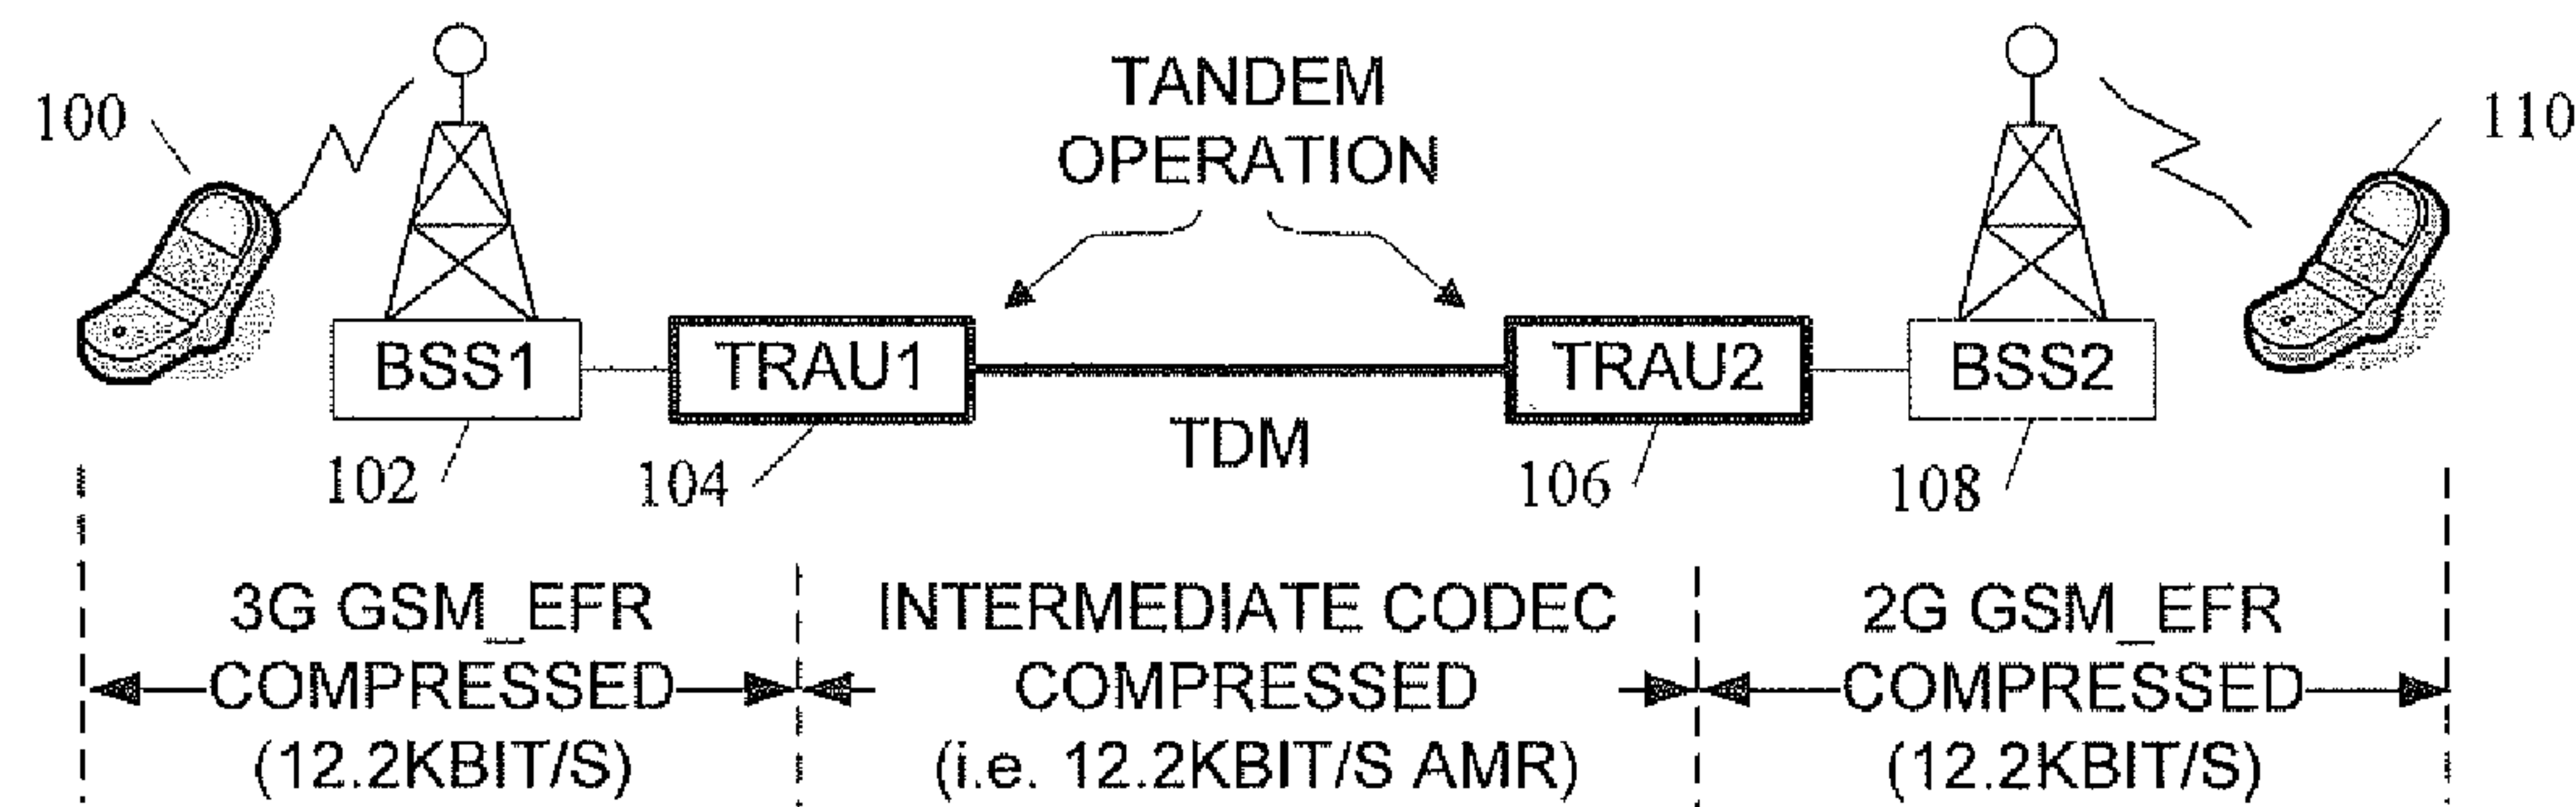 TANDEM
OPERATION
100
110
BSS1
TRAU1
TRAU2
BSS2
TDM
102
104
106
108
3G GSM_EFR
COMPRESSED
(12.2KBIT/S)
INTERMEDIATE CODEC
COMPRESSED
(i.e. 12.2KBIT/S AMR)
2G GSM_EFR
COMPRESSED
(12.2KBIT/S)